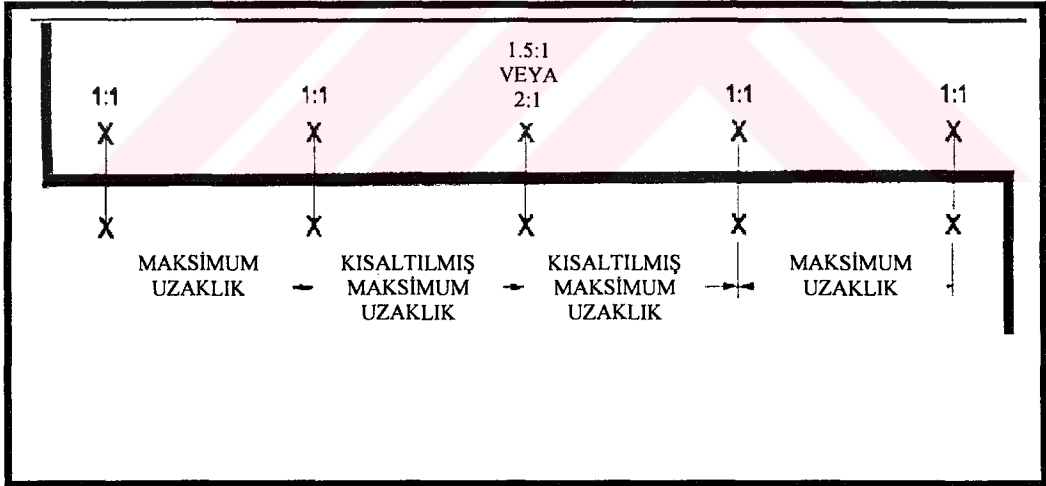 1.5:1
VEYA
2:1
1:1
1:1
1:1
1:1
X X X X X
X X X X X
MAKSİMUM
UZAKLIK
KISALTILMIŞ
MAKSİMUM
UZAKLIK
KISALTILMIŞ
MAKSİMUM
UZAKLIK
MAKSİMUM
UZAKLIK